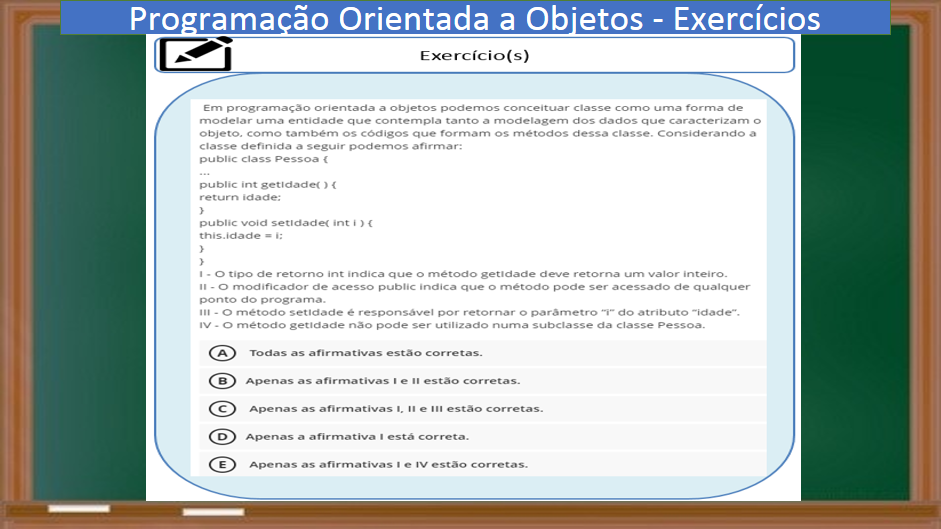 Programação Orientada a Objetos - Exercícios
Exercício(s)
Em programação orientada a objetos podemos conceituar classe como uma forma de
modelar uma entidade que contempla tanto a modelagem dos dados que caracterizam o
objeto, como também os códigos que formam os métodos dessa classe. Considerando a
classe definida a seguir podemos afirmar:
public class Pessoa {
...
public int getIdade( ) {
return idade;
}
public void setIdade( int i ) {
this.idade = i;
}
}
I - O tipo de retorno int indica que o método getIdade deve retorna um valor inteiro.
II - O modificador de acesso public indica que o método pode ser acessado de qualquer
ponto do programa.
III - O método setIdade é responsável por retornar o parâmetro “i” do atributo “idade”.
IV - O método getIdade não pode ser utilizado numa subclasse da classe Pessoa.
A Todas as afirmativas estão corretas.
B Apenas as afirmativas I e II estão corretas.
C Apenas as afirmativas I, II e III estão corretas.
D Apenas a afirmativa I está correta.
E Apenas as afirmativas I e IV estão corretas.